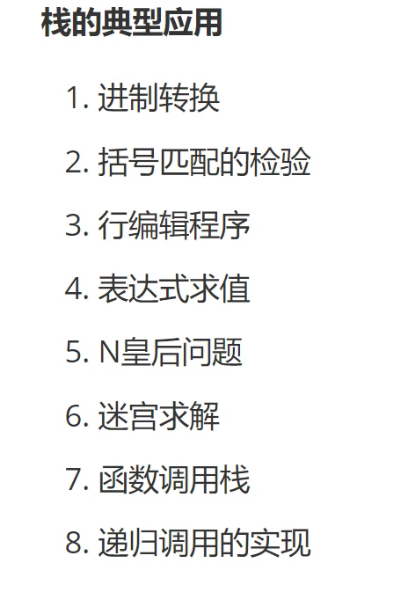 栈的典型应用
1. 进制转换
2. 括号匹配的检验
3. 行编辑程序
4. 表达式求值
5. N皇后问题
6. 迷宫求解
7. 函数调用栈
8. 递归调用的实现